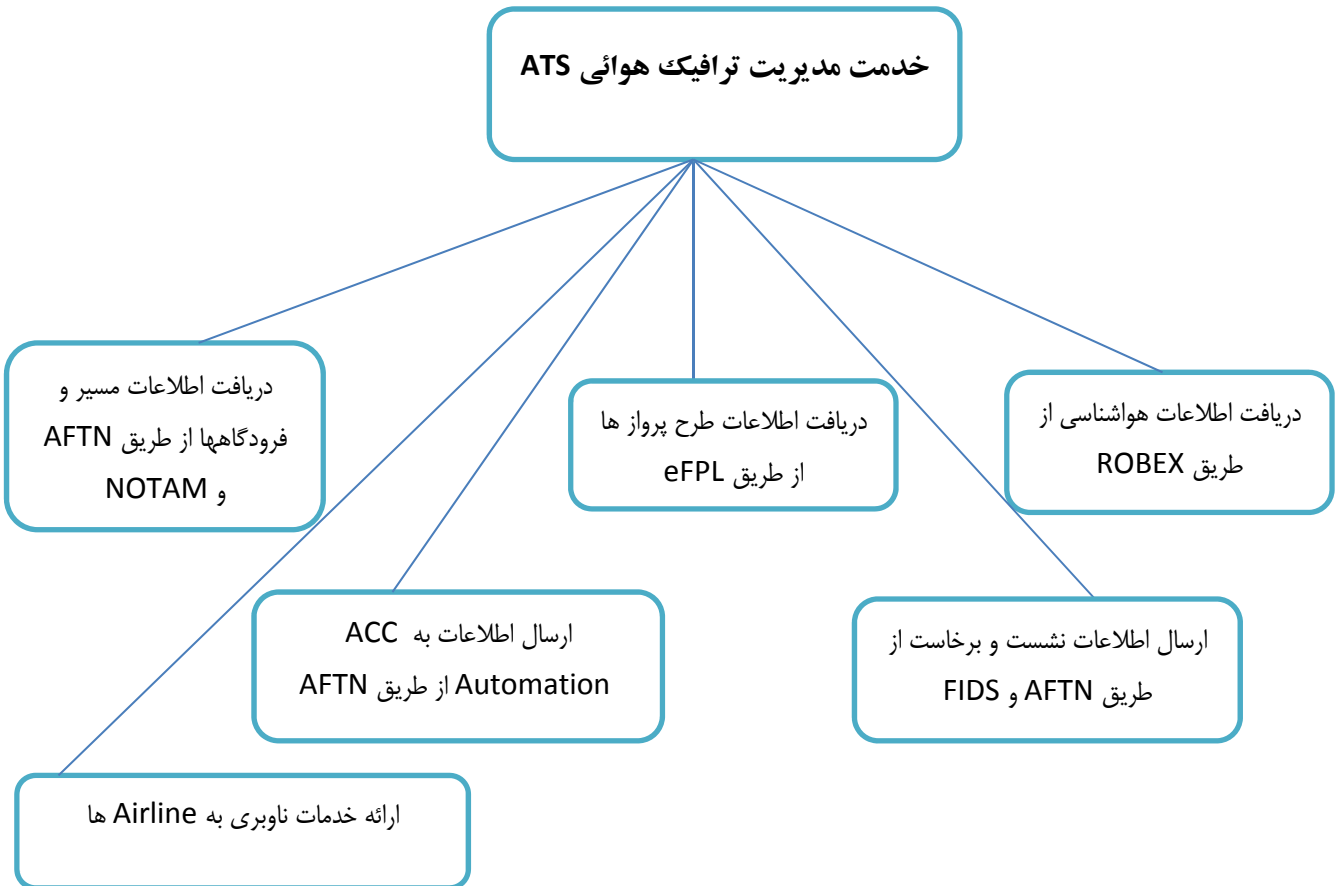 خدمت مدیریت ترافیک هوائی ATS
دریافت اطلاعات هواشناسی از
طریق ROBEX
دریافت اطلاعات طرح پرواز ها
از طریق eFPL
دریافت اطلاعات مسیر و
فرودگاهها از طریق AFTN
و NOTAM
ارسال اطلاعات نشست و برخاست از
طریق AFTN و FIDS
ارسال اطلاعات به ACC
Automation از طریق AFTN
ارائه خدمات ناوبری به Airline ها